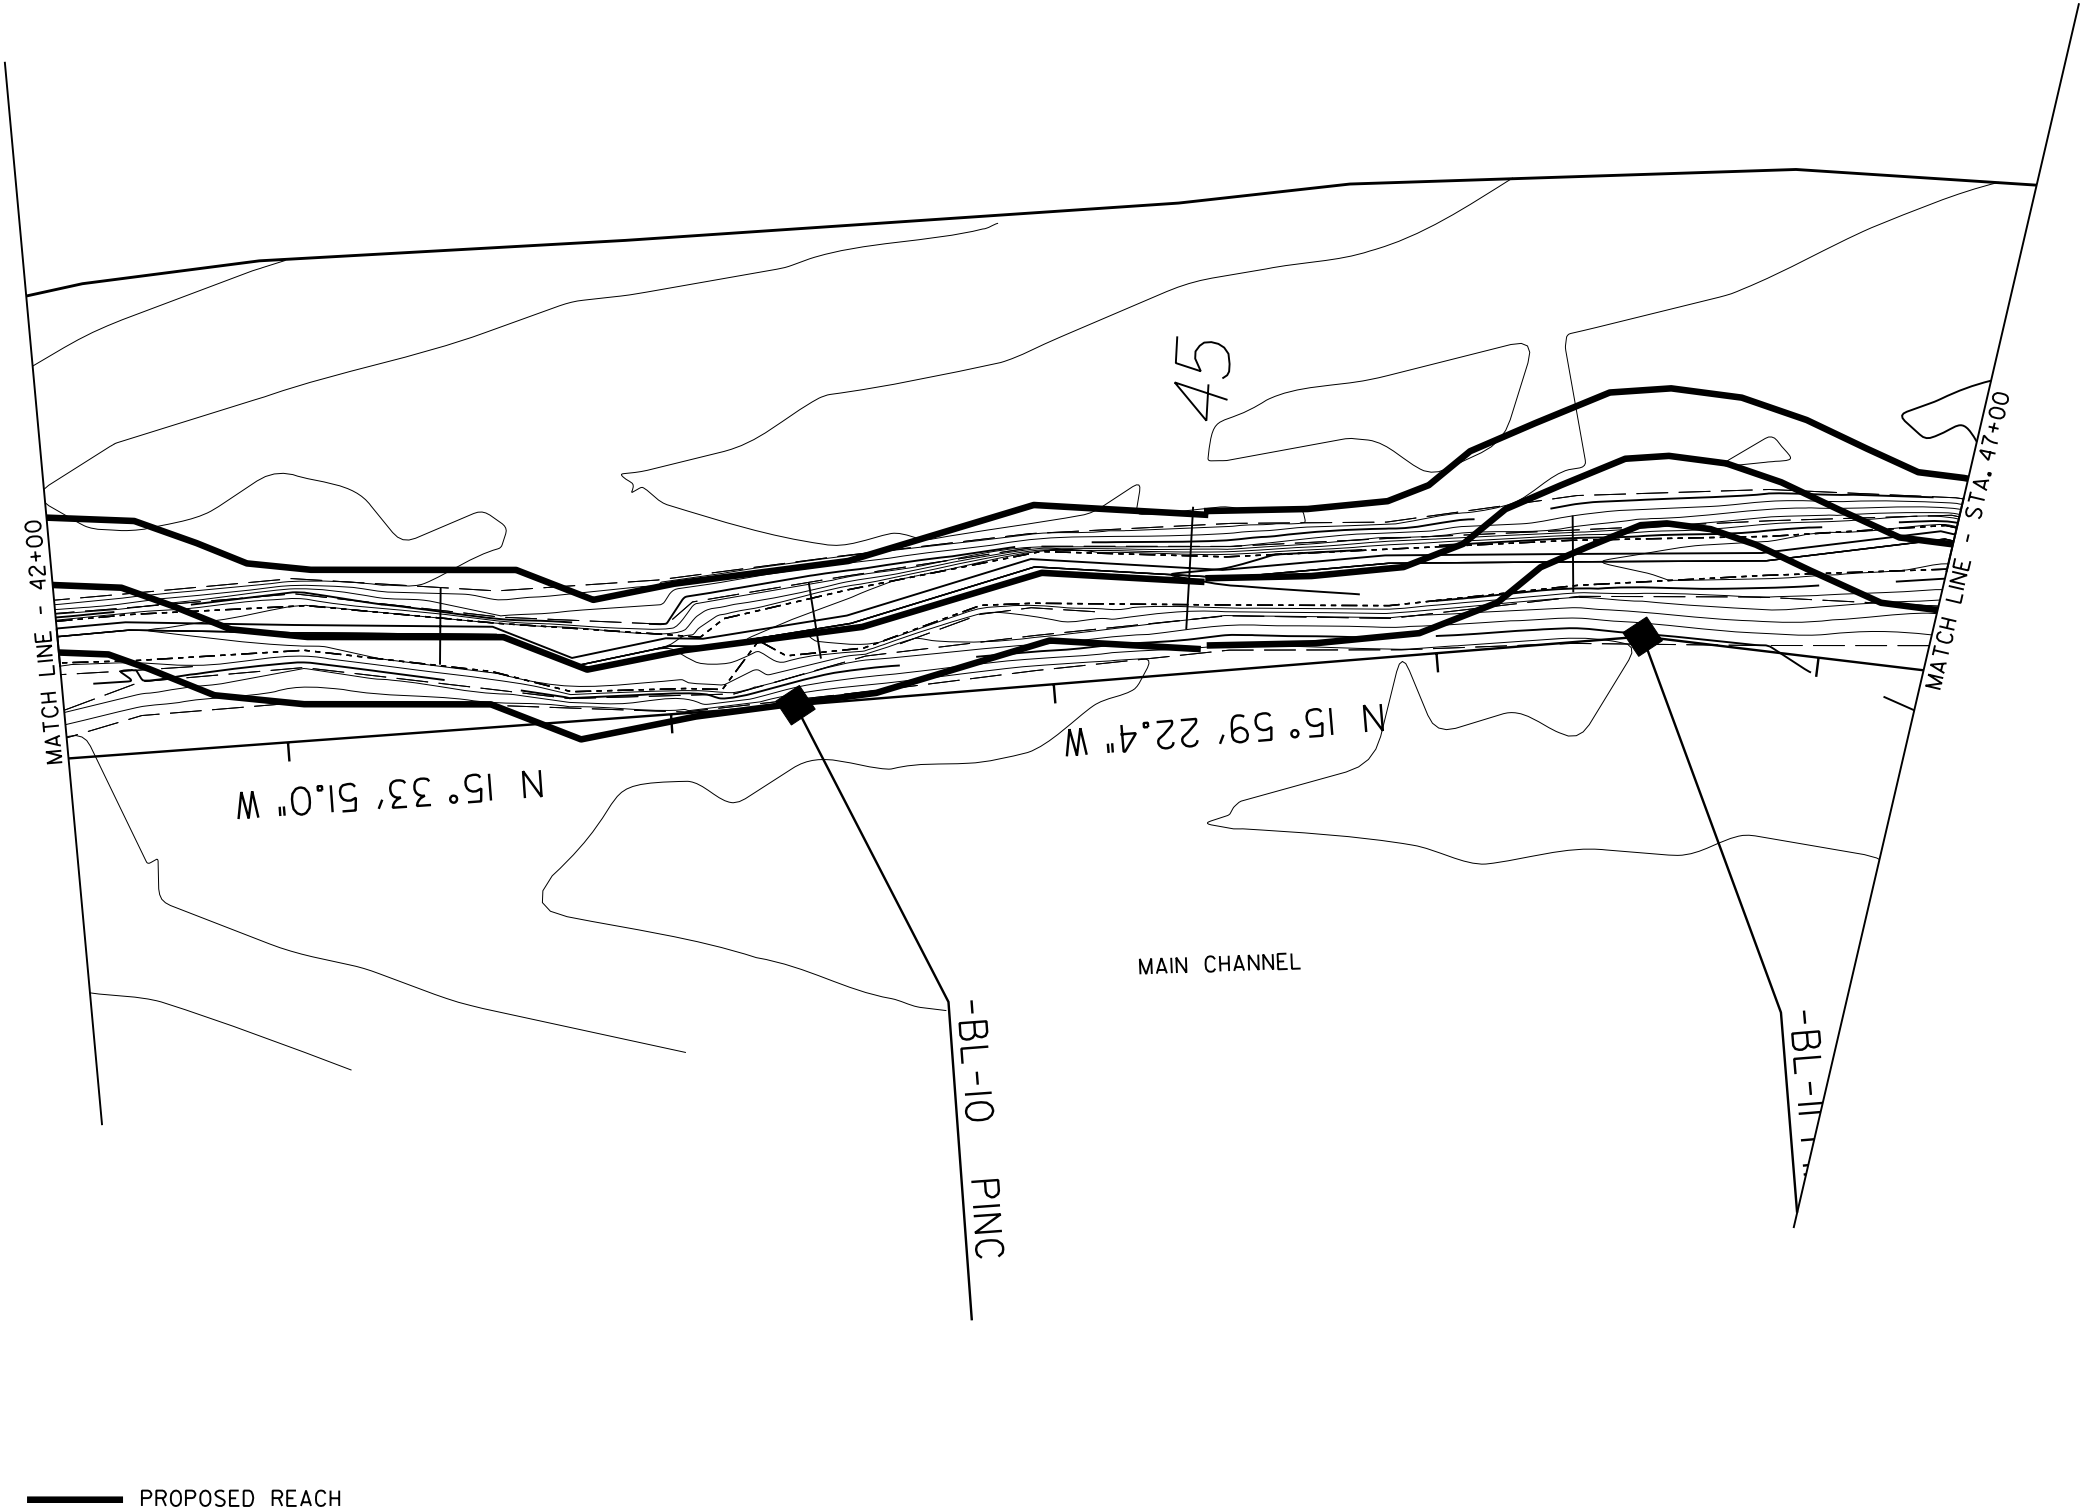 45
MATCH LINE - 42+00
MATCH LINE - STA. 47+00
N 15° 59' 22.4" W
N 15° 33' 51.0" W
MAIN CHANNEL
-BL-10 PINC
-BL-11
PROPOSED REACH